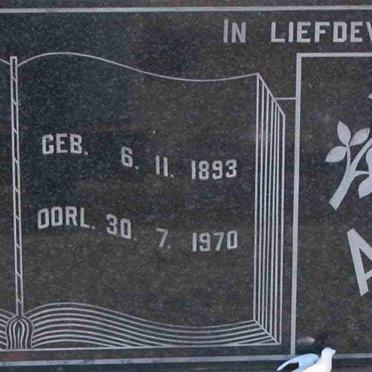 IN LIEFDEV
GEB. 6. 11. 1893
OORL. 30. 7. 1970
A